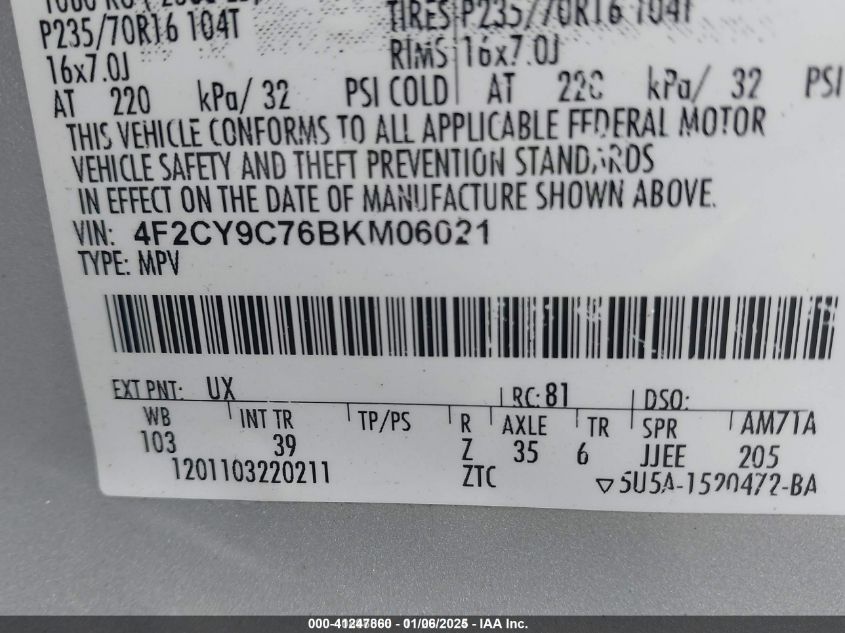 P235/70R16 104T TIRES P235/70R16 104T
16x7.0J RIMS 16x7.0J
AT 220 kPa/ 32 PSI COLD AT 220 kPa/ 32 PSI
THIS VEHICLE CONFORMS TO ALL APPLICABLE FEDERAL MOTOR
VEHICLE SAFETY AND THEFT PREVENTION STANDARDS
IN EFFECT ON THE DATE OF MANUFACTURE SHOWN ABOVE.
VIN: 4F2CY9C76BKM06021
TYPE: MPV
EXT PNT: UX RC: 81 DSO:
WB INT TR TP/PS R AXLE TR SPR AM71A
103 39 Z 35 6 JJEE 205
1201103220211 ZTC ▽5U5A-1520472-BA
000-41247860 - 01/06/2025 - IAA Inc.